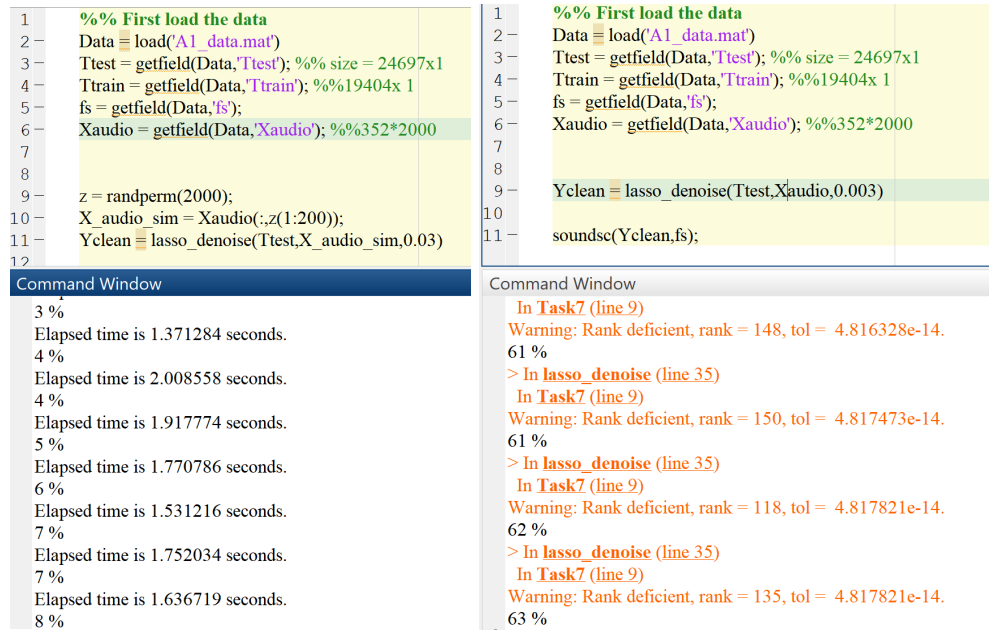 1 %% First load the data
2 – Data = load('A1_data.mat')
3 – Ttest = getfield(Data,'Ttest'); %% size = 24697x1
4 – Ttrain = getfield(Data,'Ttrain'); %%19404x 1
5 – fs = getfield(Data,'fs');
6 – Xaudio = getfield(Data,'Xaudio'); %%352*2000
7
8
9 – z = randperm(2000);
10 – X_audio_sim = Xaudio(:,z(1:200));
11 – Yclean = lasso_denoise(Ttest,X_audio_sim,0.03)
12
Command Window
3 %
Elapsed time is 1.371284 seconds.
4 %
Elapsed time is 2.008558 seconds.
4 %
Elapsed time is 1.917774 seconds.
5 %
Elapsed time is 1.770786 seconds.
6 %
Elapsed time is 1.531216 seconds.
7 %
Elapsed time is 1.752034 seconds.
7 %
Elapsed time is 1.636719 seconds.
8 %
1 %% First load the data
2 – Data = load('A1_data.mat')
3 – Ttest = getfield(Data,'Ttest'); %% size = 24697x1
4 – Ttrain = getfield(Data,'Ttrain'); %%19404x 1
5 – fs = getfield(Data,'fs');
6 – Xaudio = getfield(Data,'Xaudio'); %%352*2000
7
8
9 – Yclean = lasso_denoise(Ttest,Xaudio,0.003)
10
11 – soundsc(Yclean,fs);
Command Window
In Task7 (line 9)
Warning: Rank deficient, rank = 148, tol = 4.816328e-14.
61 %
> In lasso_denoise (line 35)
In Task7 (line 9)
Warning: Rank deficient, rank = 150, tol = 4.817473e-14.
61 %
> In lasso_denoise (line 35)
In Task7 (line 9)
Warning: Rank deficient, rank = 118, tol = 4.817821e-14.
62 %
> In lasso_denoise (line 35)
In Task7 (line 9)
Warning: Rank deficient, rank = 135, tol = 4.817821e-14.
63 %